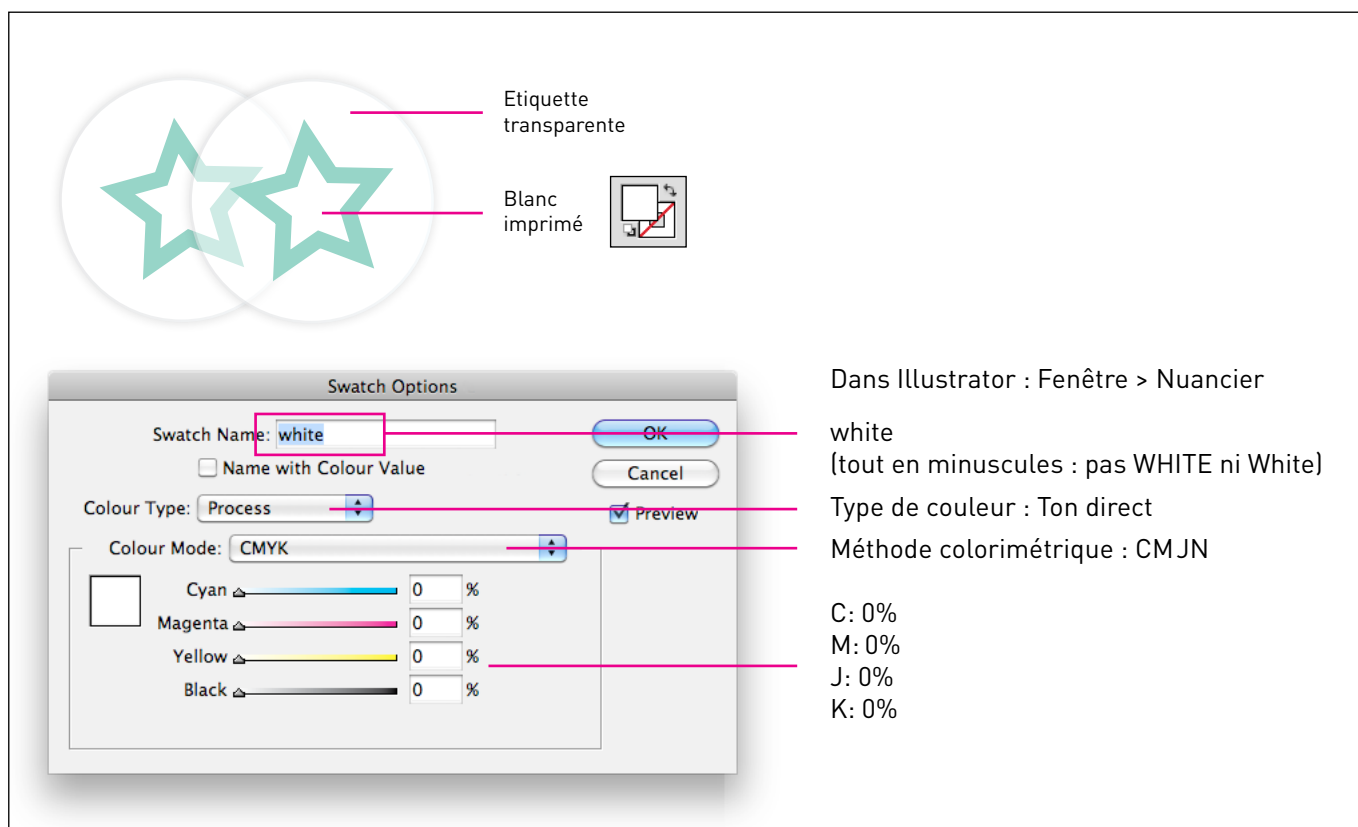 Etiquette
transparente
Blanc
imprimé
Swatch Options
Swatch Name: white
Name with Colour Value
Colour Type: Process
Colour Mode: CMYK
Cyan 0 %
Magenta 0 %
Yellow 0 %
Black 0 %
OK
Cancel
Preview
Dans Illustrator : Fenêtre > Nuancier
white
(tout en minuscules : pas WHITE ni White)
Type de couleur : Ton direct
Méthode colorimétrique : CMJN
C: 0%
M: 0%
J: 0%
K: 0%